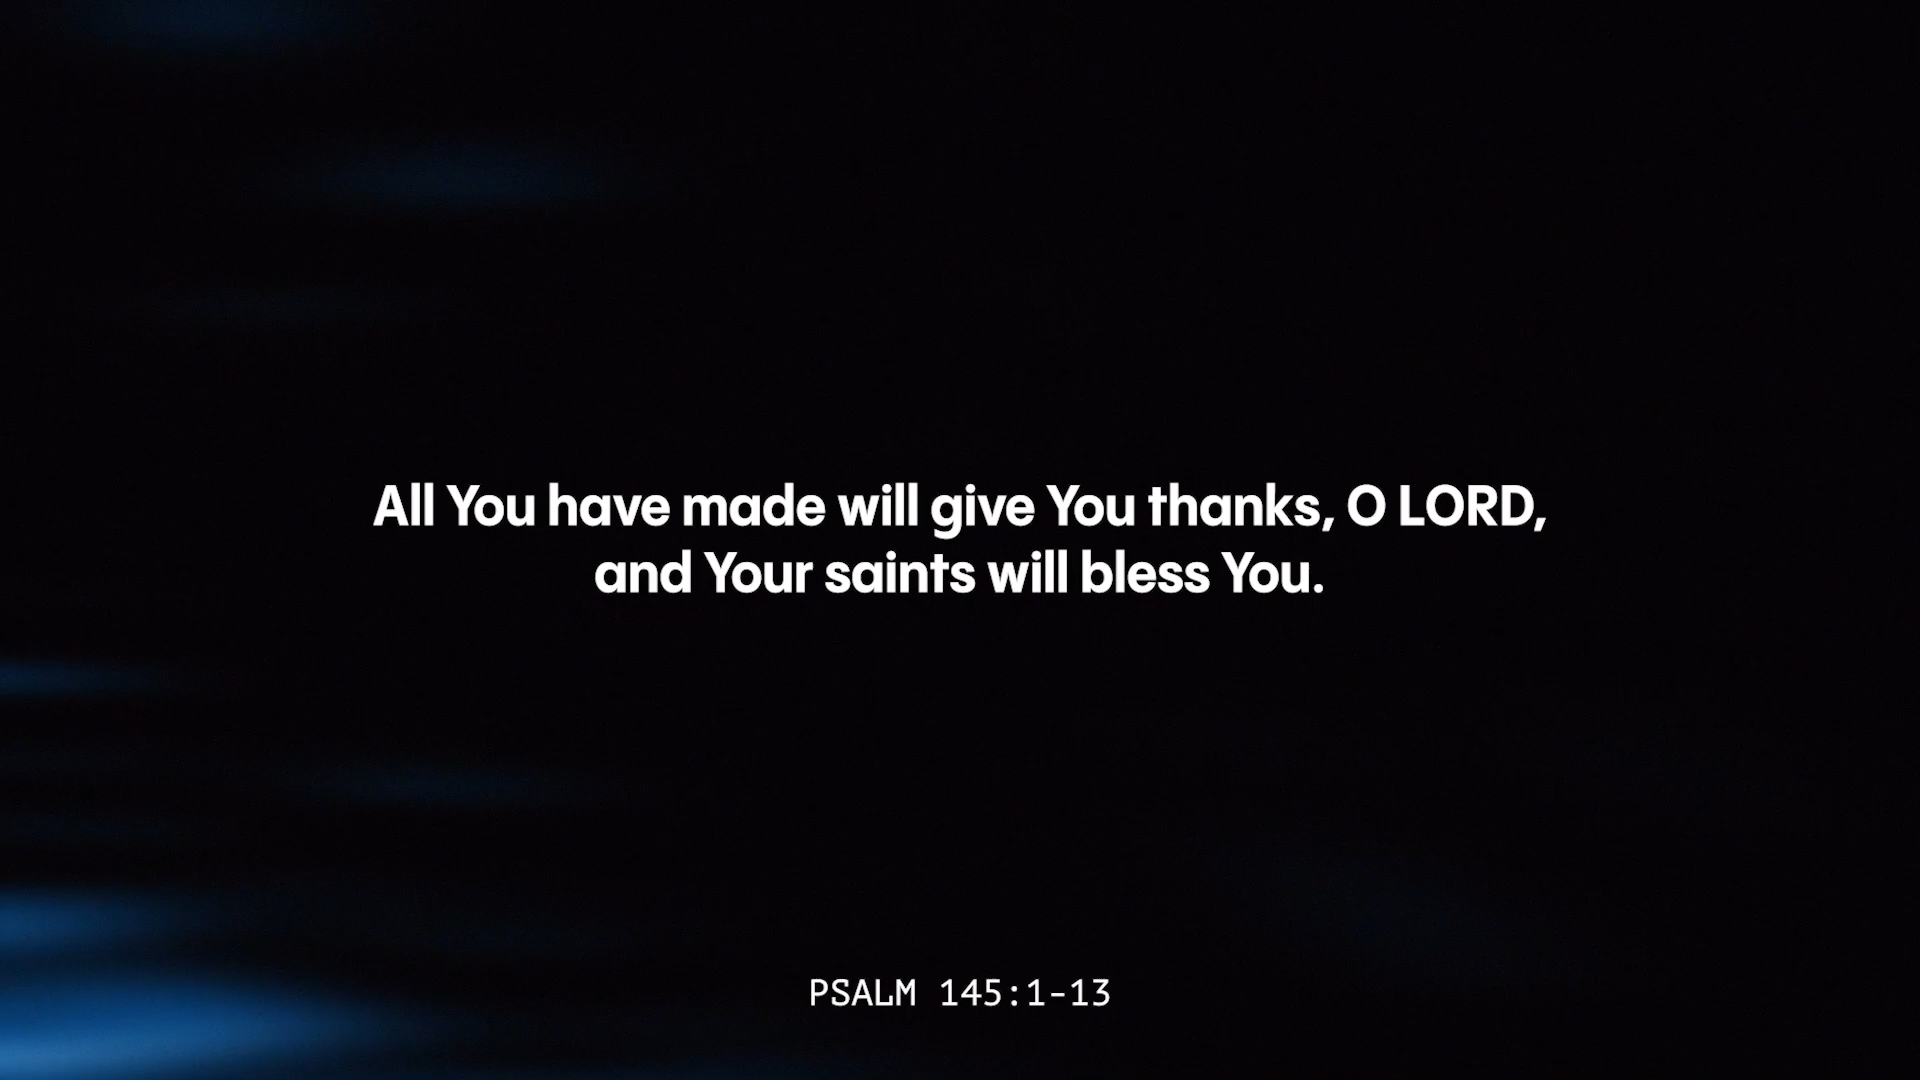 All You have made will give You thanks, O LORD,
and Your saints will bless You.
PSALM 145:1-13